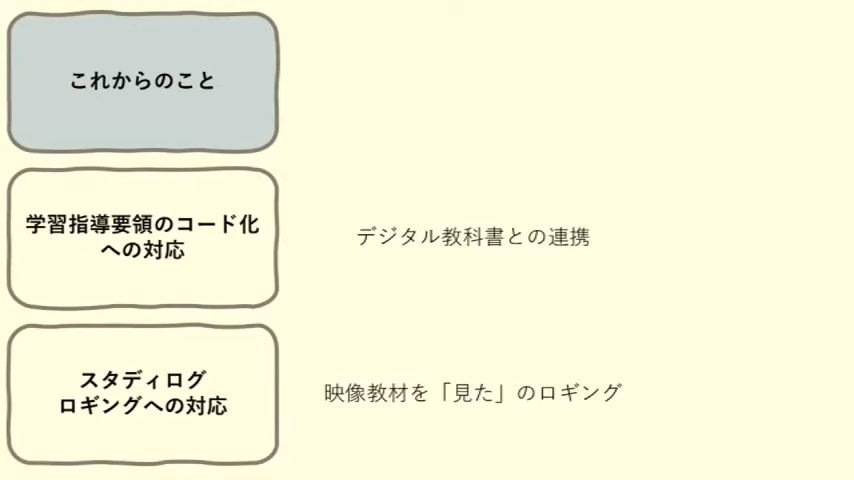 これからのこと
学習指導要領のコード化
への対応
デジタル教科書との連携
スタディログ
ロギングへの対応
映像教材を「見た」のロギング